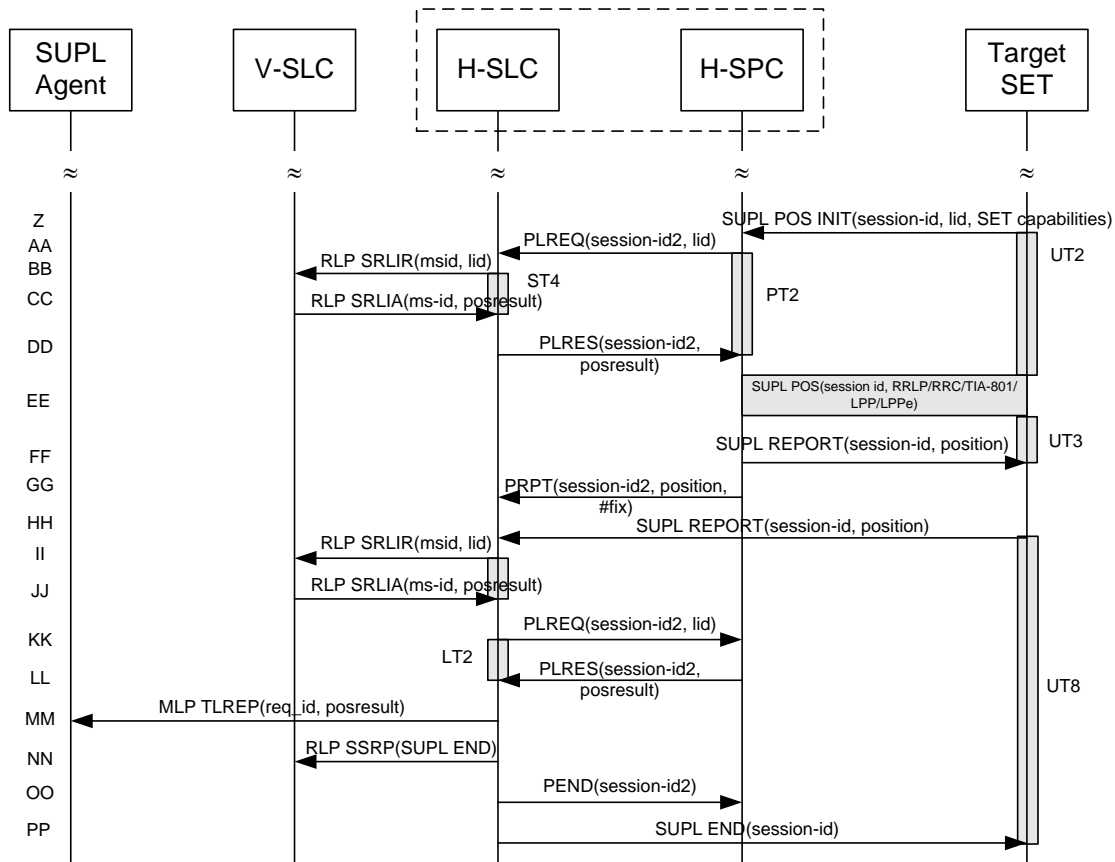 SUPL
Agent
V-SLC
H-SLC
H-SPC
Target
SET
≈ ≈ ≈ ≈ ≈
Z
SUPL POS INIT(session-id, lid, SET capabilities)
AA
PLREQ(session-id2, lid)
UT2
BB
RLP SRLIR(msid, lid)
ST4
PT2
CC
RLP SRLIA(ms-id, posresult)
DD
PLRES(session-id2,
posresult)
EE
SUPL POS(session id, RRLP/RRC/TIA-801/
LPP/LPPe)
UT3
FF
SUPL REPORT(session-id, position)
GG
PRPT(session-id2, position,
#fix)
HH
SUPL REPORT(session-id, position)
II
RLP SRLIR(msid, lid)
JJ
RLP SRLIA(ms-id, posresult)
KK
PLREQ(session-id2, lid)
LT2
LL
PLRES(session-id2,
posresult)
UT8
MM
MLP TLREP(req_id, posresult)
NN
RLP SSRP(SUPL END)
OO
PEND(session-id2)
PP
SUPL END(session-id)